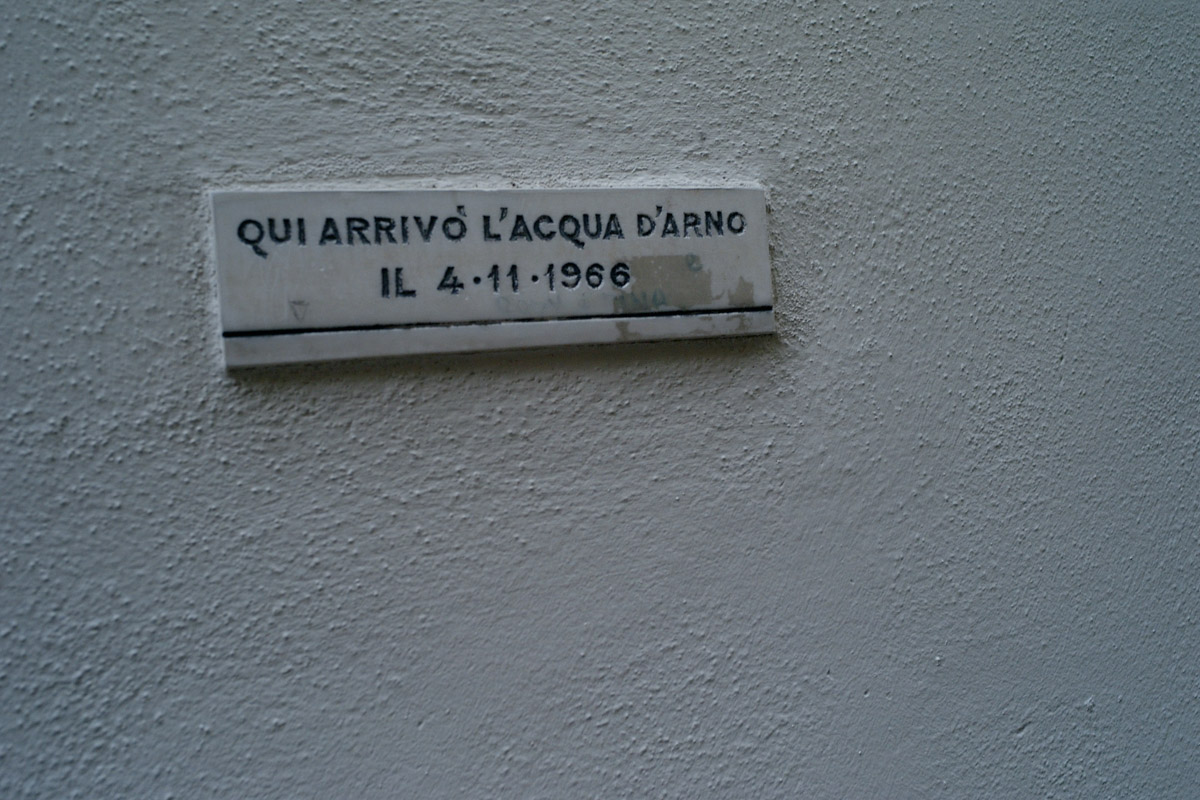 QUI ARRIVÒ L'ACQUA D'ARNO
IL 4·11·1966